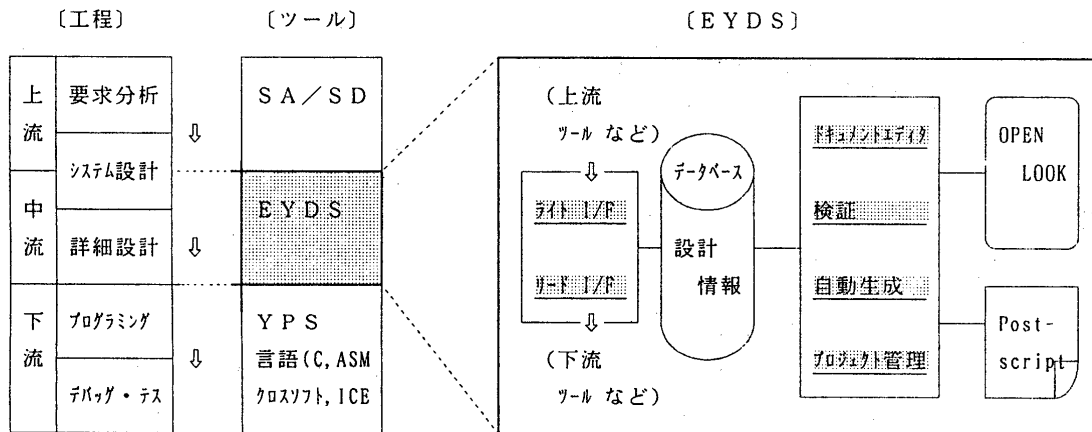 〔工程〕
〔ツール〕
〔EYDS〕
上流
要求分析
システム設計
中流
詳細設計
下流
プログラミング
デバッグ・テス
SA/SD
EYDS
YPS
言語(C,ASM
クロスソフト,ICE
(上流
ツール など)
ライト I/F
リード I/F
(下流
ツール など)
データベース
設計
情報
ドキュメントエディタ
検証
自動生成
プロジェクト管理
OPEN
LOOK
Post-
script